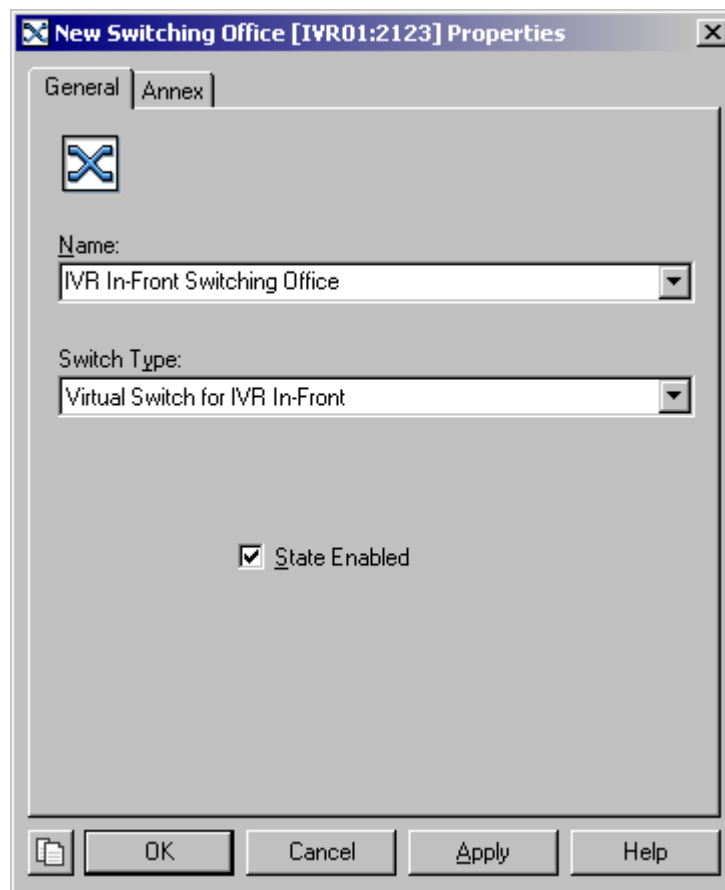 New Switching Office [IVR01:2123] Properties
General Annex
Name:
IVR In-Front Switching Office
Switch Type:
Virtual Switch for IVR In-Front
State Enabled
OK Cancel Apply Help